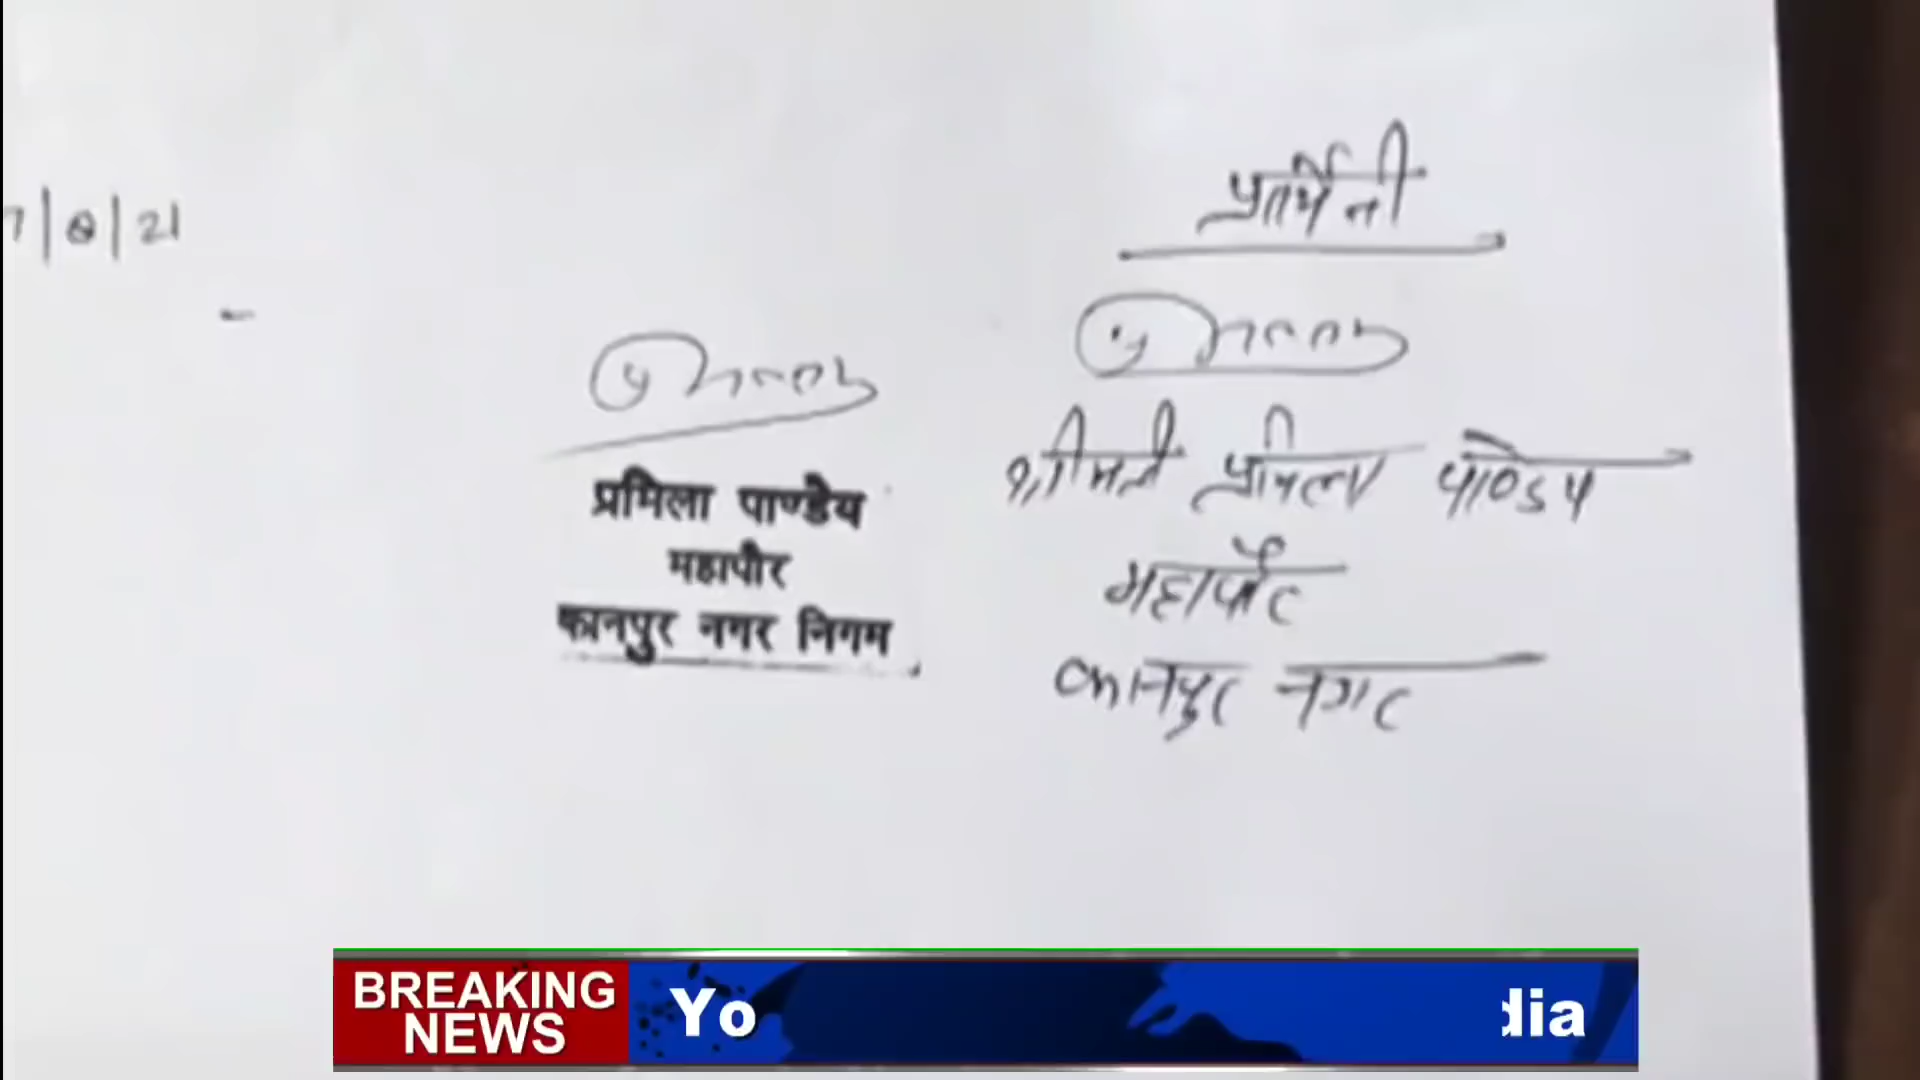 7/8/21
प्रार्थिनी
श्रीमती प्रमिला पाण्डेय
महापौर
कानपुर नगर
प्रमिला पाण्डेय
महापौर
कानपुर नगर निगम
BREAKING
NEWS
Yo
dia